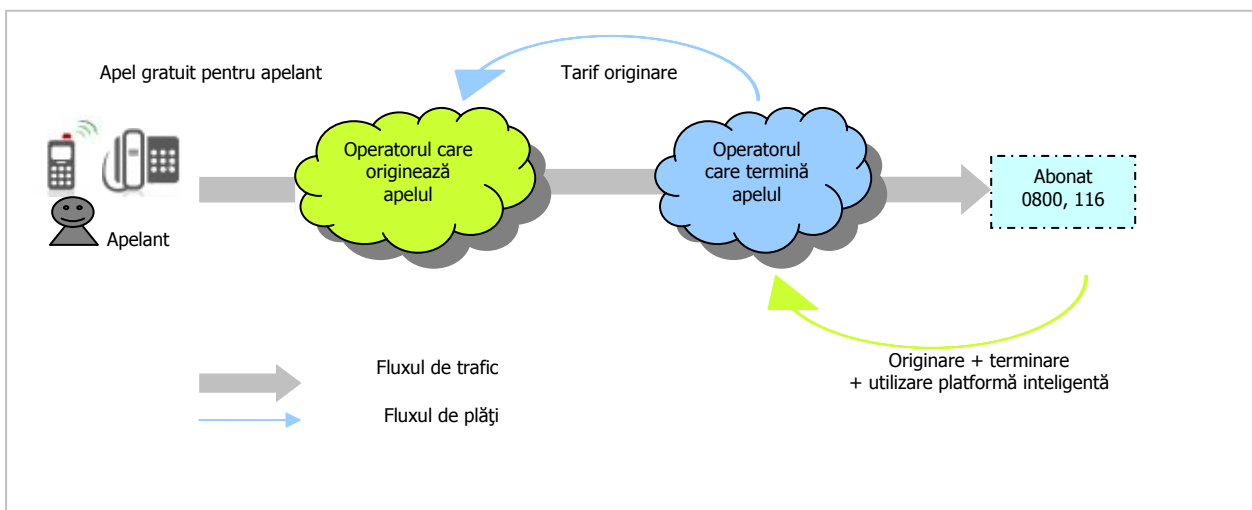 Apel gratuit pentru apelant
Tarif originare
Operatorul care
originează
apelul
Operatorul
care termină
apelul
Abonat
0800, 116
Apelant
Originare + terminare
+ utilizare platformă inteligentă
Fluxul de trafic
Fluxul de plăţi